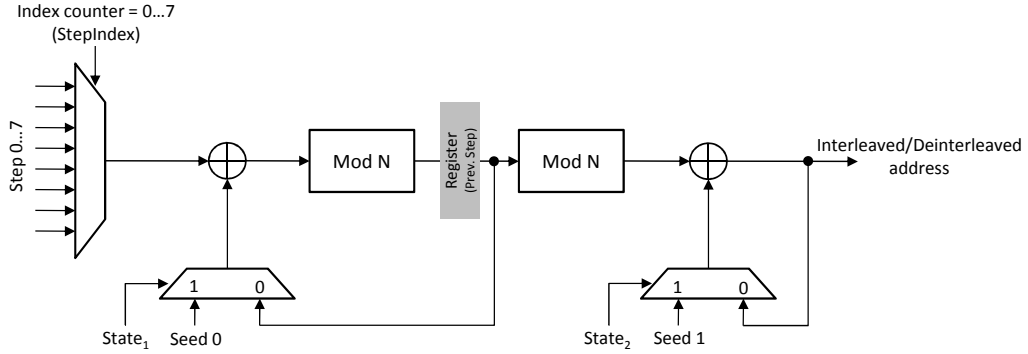 Index counter = 0...7
(StepIndex)
Step 0...7
Mod N
Register
(Prev. Step)
Mod N
Interleaved/Deinterleaved
address
1 0
1 0
State1 Seed 0
State2 Seed 1